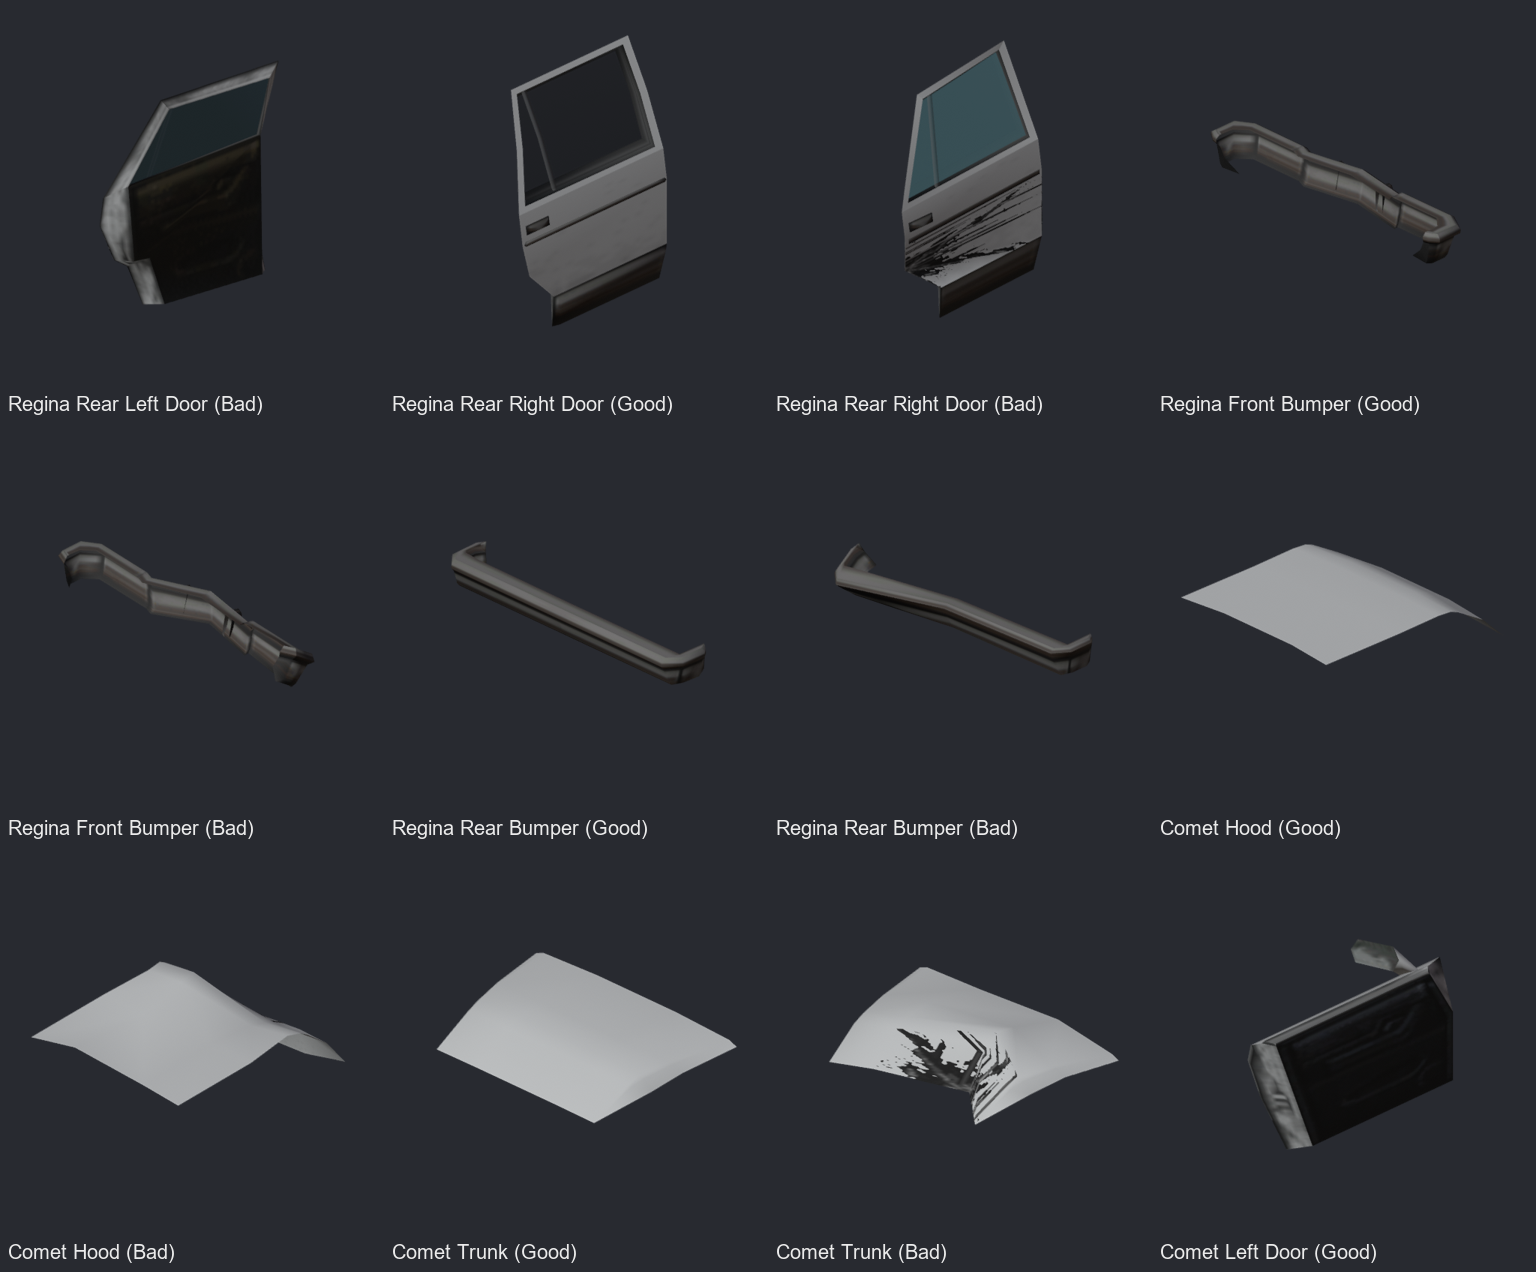 Regina Rear Left Door (Bad)
Regina Rear Right Door (Good)
Regina Rear Right Door (Bad)
Regina Front Bumper (Good)
Regina Front Bumper (Bad)
Regina Rear Bumper (Good)
Regina Rear Bumper (Bad)
Comet Hood (Good)
Comet Hood (Bad)
Comet Trunk (Good)
Comet Trunk (Bad)
Comet Left Door (Good)